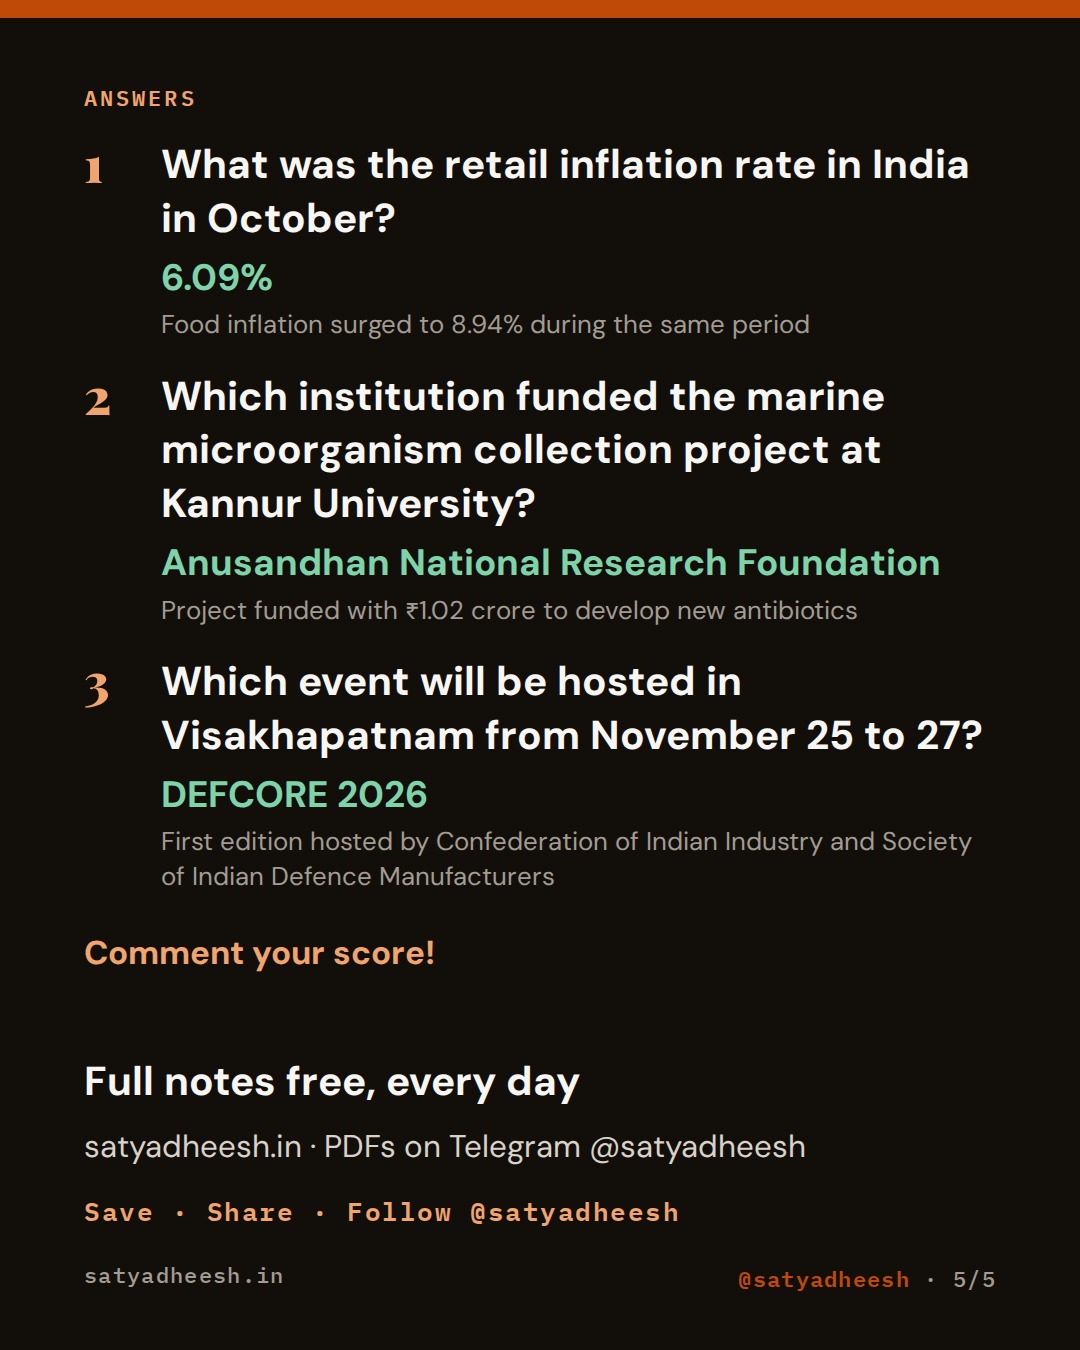 ANSWERS
1
What was the retail inflation rate in India
in October?
6.09%
Food inflation surged to 8.94% during the same period
2
Which institution funded the marine
microorganism collection project at
Kannur University?
Anusandhan National Research Foundation
Project funded with ₹1.02 crore to develop new antibiotics
3
Which event will be hosted in
Visakhapatnam from November 25 to 27?
DEFCORE 2026
First edition hosted by Confederation of Indian Industry and Society
of Indian Defence Manufacturers
Comment your score!
Full notes free, every day
satyadheesh.in · PDFs on Telegram @satyadheesh
Save · Share · Follow @satyadheesh
satyadheesh.in
@satyadheesh · 5/5